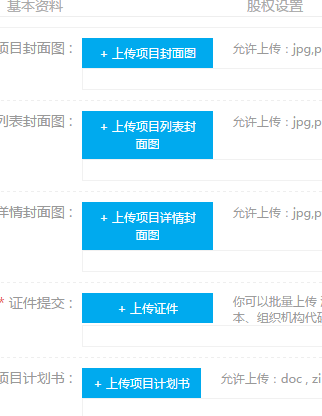 基本资料 股权设置
项目封面图： + 上传项目封面图 允许上传：jpg,p
列表封面图： + 上传项目列表封面图 允许上传：jpg,p
详情封面图： + 上传项目详情封面图 允许上传：jpg,p
* 证件提交： + 上传证件 你可以批量上传
本、组织机构代码
项目计划书： + 上传项目计划书 允许上传：doc , zi